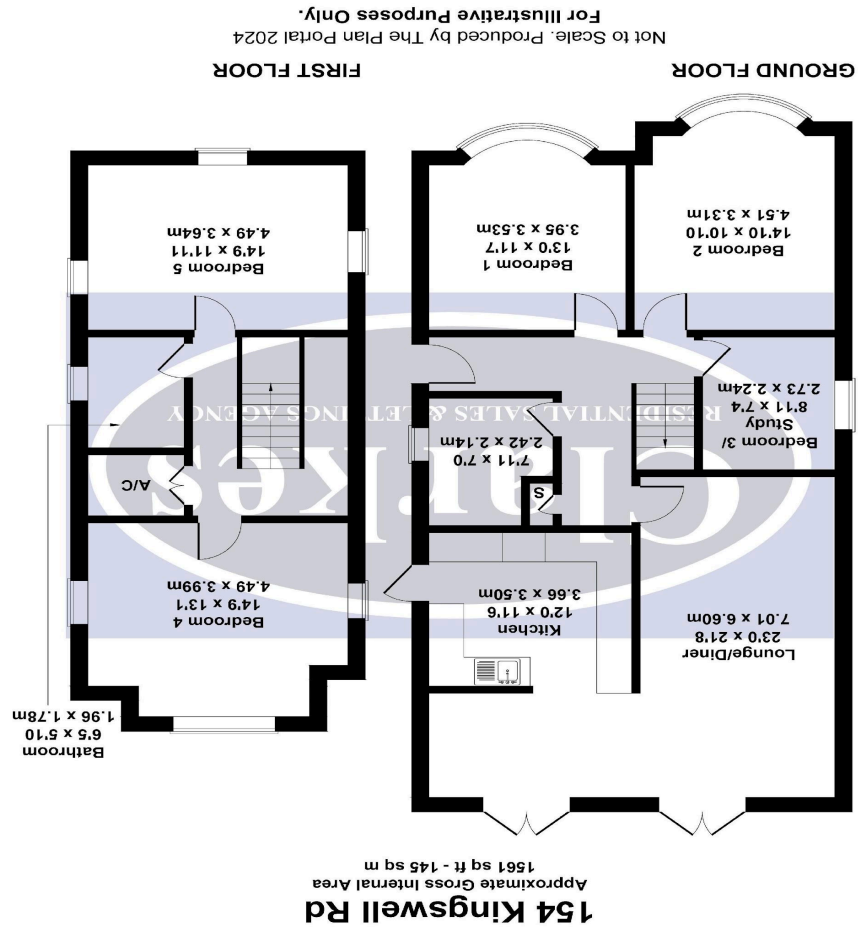 154 Kingswell Rd
Approximate Gross Internal Area
1561 sq ft - 145 sq m
Lounge/Diner
23'0 x 21'8
7.01 x 6.60m
Kitchen
12'0 x 11'6
3.66 x 3.50m
S
7'11 x 7'0
2.42 x 2.14m
Bedroom 3/
Study
8'11 x 7'4
2.73 x 2.24m
Bedroom 2
14'10 x 10'10
4.51 x 3.31m
Bedroom 1
13'0 x 11'7
3.95 x 3.53m
Bathroom
6'5 x 5'10
1.96 x 1.78m
Bedroom 4
14'9 x 13'1
4.49 x 3.99m
A/C
Bedroom 5
14'9 x 11'11
4.49 x 3.64m
Clarkes
RESIDENTIAL SALES & LETTINGS AGENCY
GROUND FLOOR
FIRST FLOOR
Not to Scale. Produced by The Plan Portal 2024
For Illustrative Purposes Only.